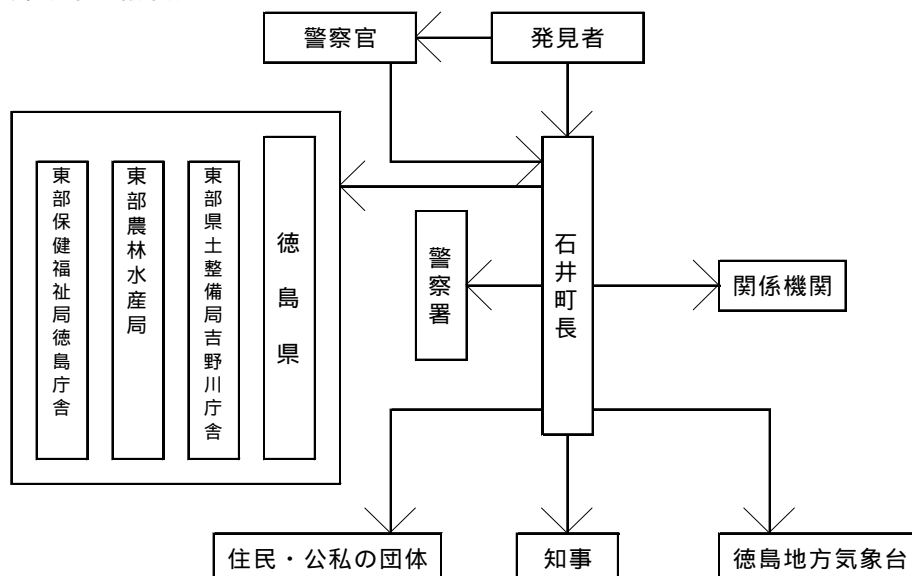 警察官
発見者
東部保健福祉局徳島庁舎
東部農林水産局
東部県土整備局吉野川庁舎
徳島県
警察署
石井町長
関係機関
住民・公私の団体
知事
徳島地方気象台